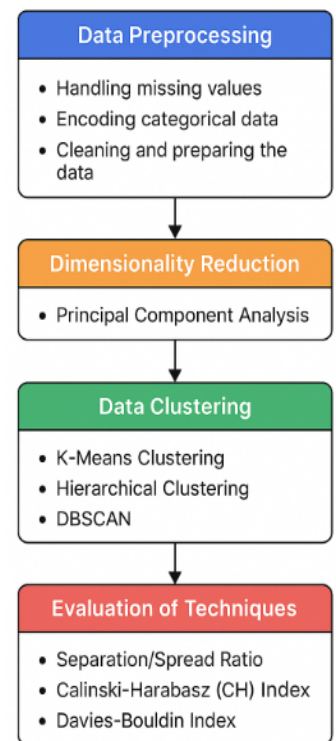 Data Preprocessing
• Handling missing values
• Encoding categorical data
• Cleaning and preparing the
data
Dimensionality Reduction
• Principal Component Analysis
Data Clustering
• K-Means Clustering
• Hierarchical Clustering
• DBSCAN
Evaluation of Techniques
• Separation/Spread Ratio
• Calinski-Harabasz (CH) Index
• Davies-Bouldin Index